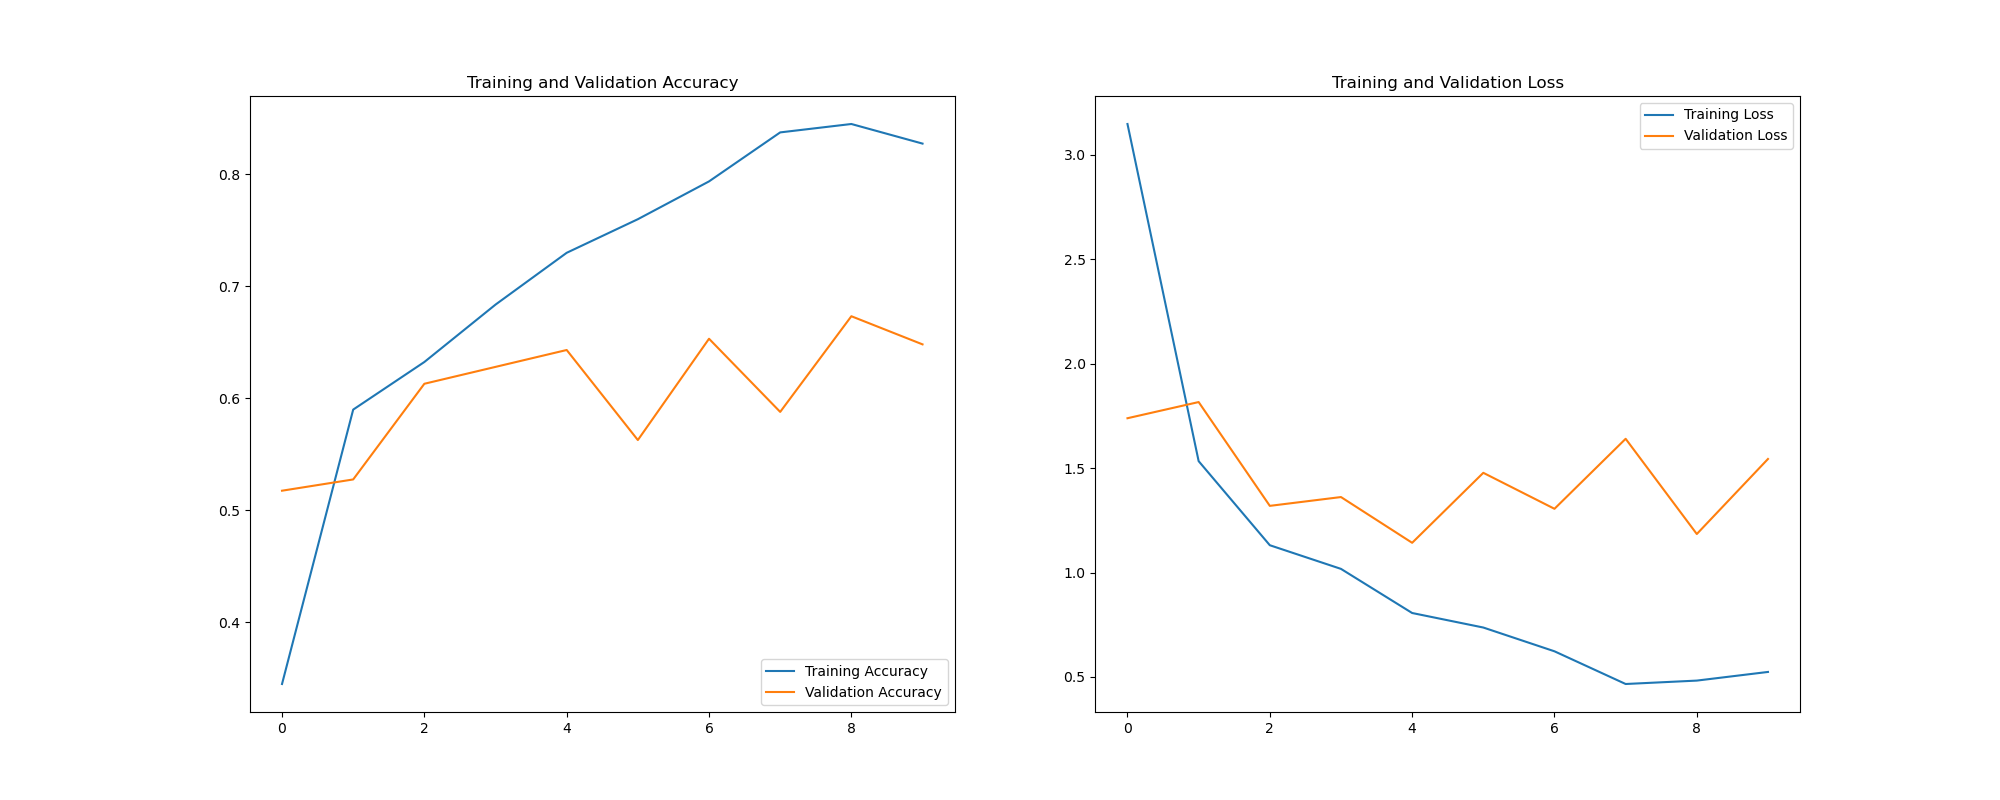 Training and Validation Accuracy
0.8
0.7
0.6
0.5
0.4
0 2 4 6 8
Training Accuracy
Validation Accuracy
Training and Validation Loss
Training Loss
Validation Loss
3.0
2.5
2.0
1.5
1.0
0.5
0 2 4 6 8